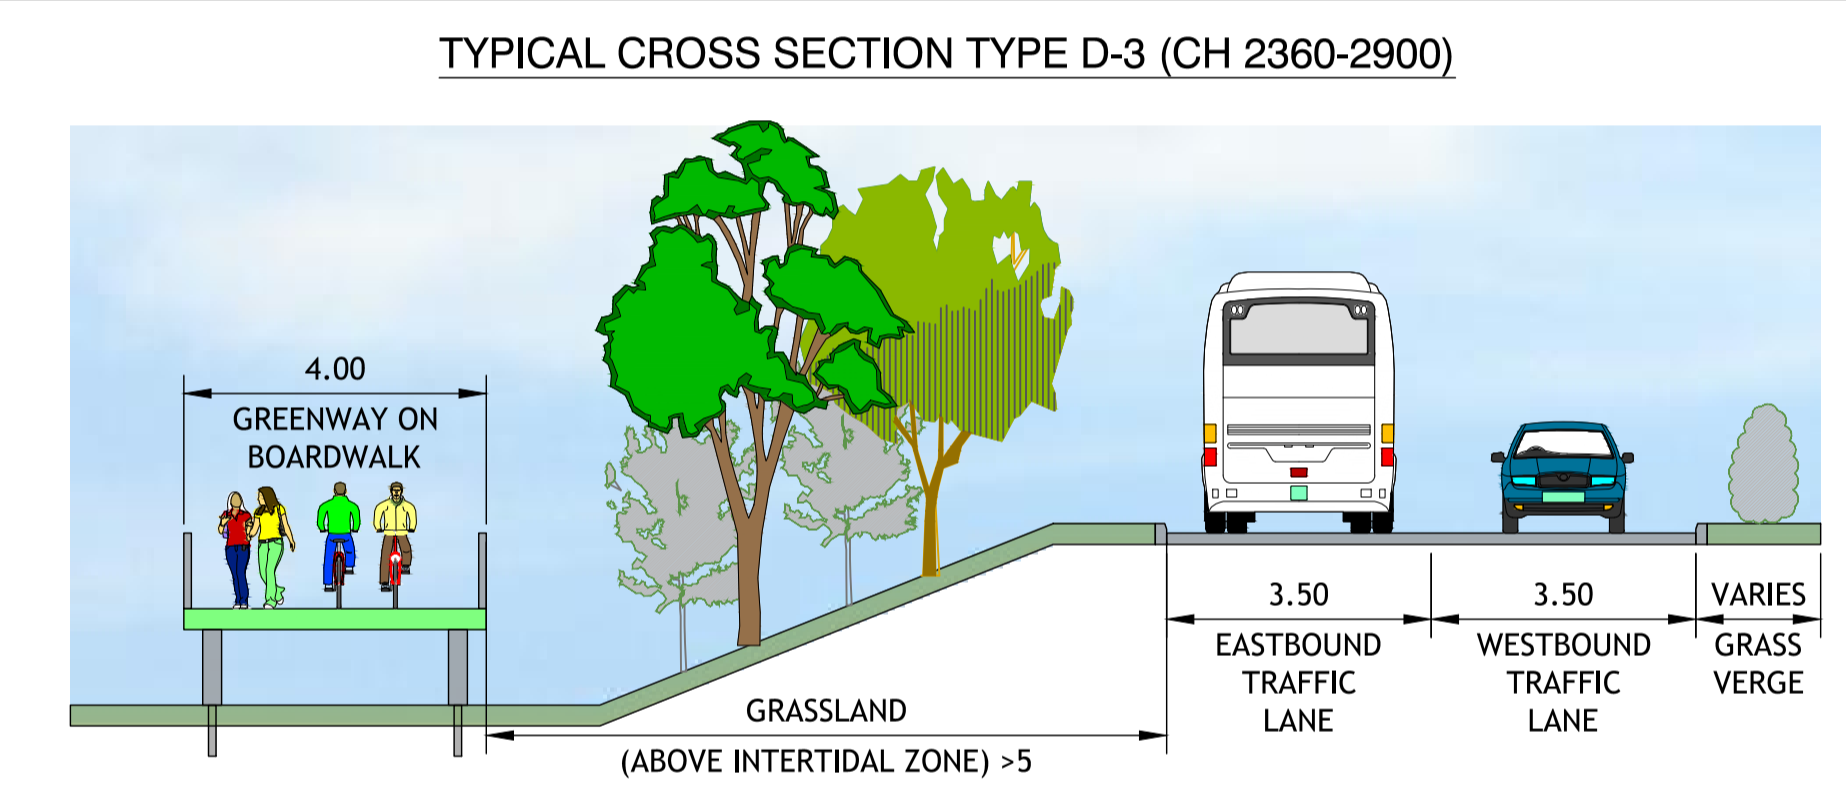 TYPICAL CROSS SECTION TYPE D-3 (CH 2360-2900)
4.00
GREENWAY ON
BOARDWALK
GRASSLAND
(ABOVE INTERTIDAL ZONE) >5
3.50
EASTBOUND
TRAFFIC
LANE
3.50
WESTBOUND
TRAFFIC
LANE
VARIES
GRASS
VERGE